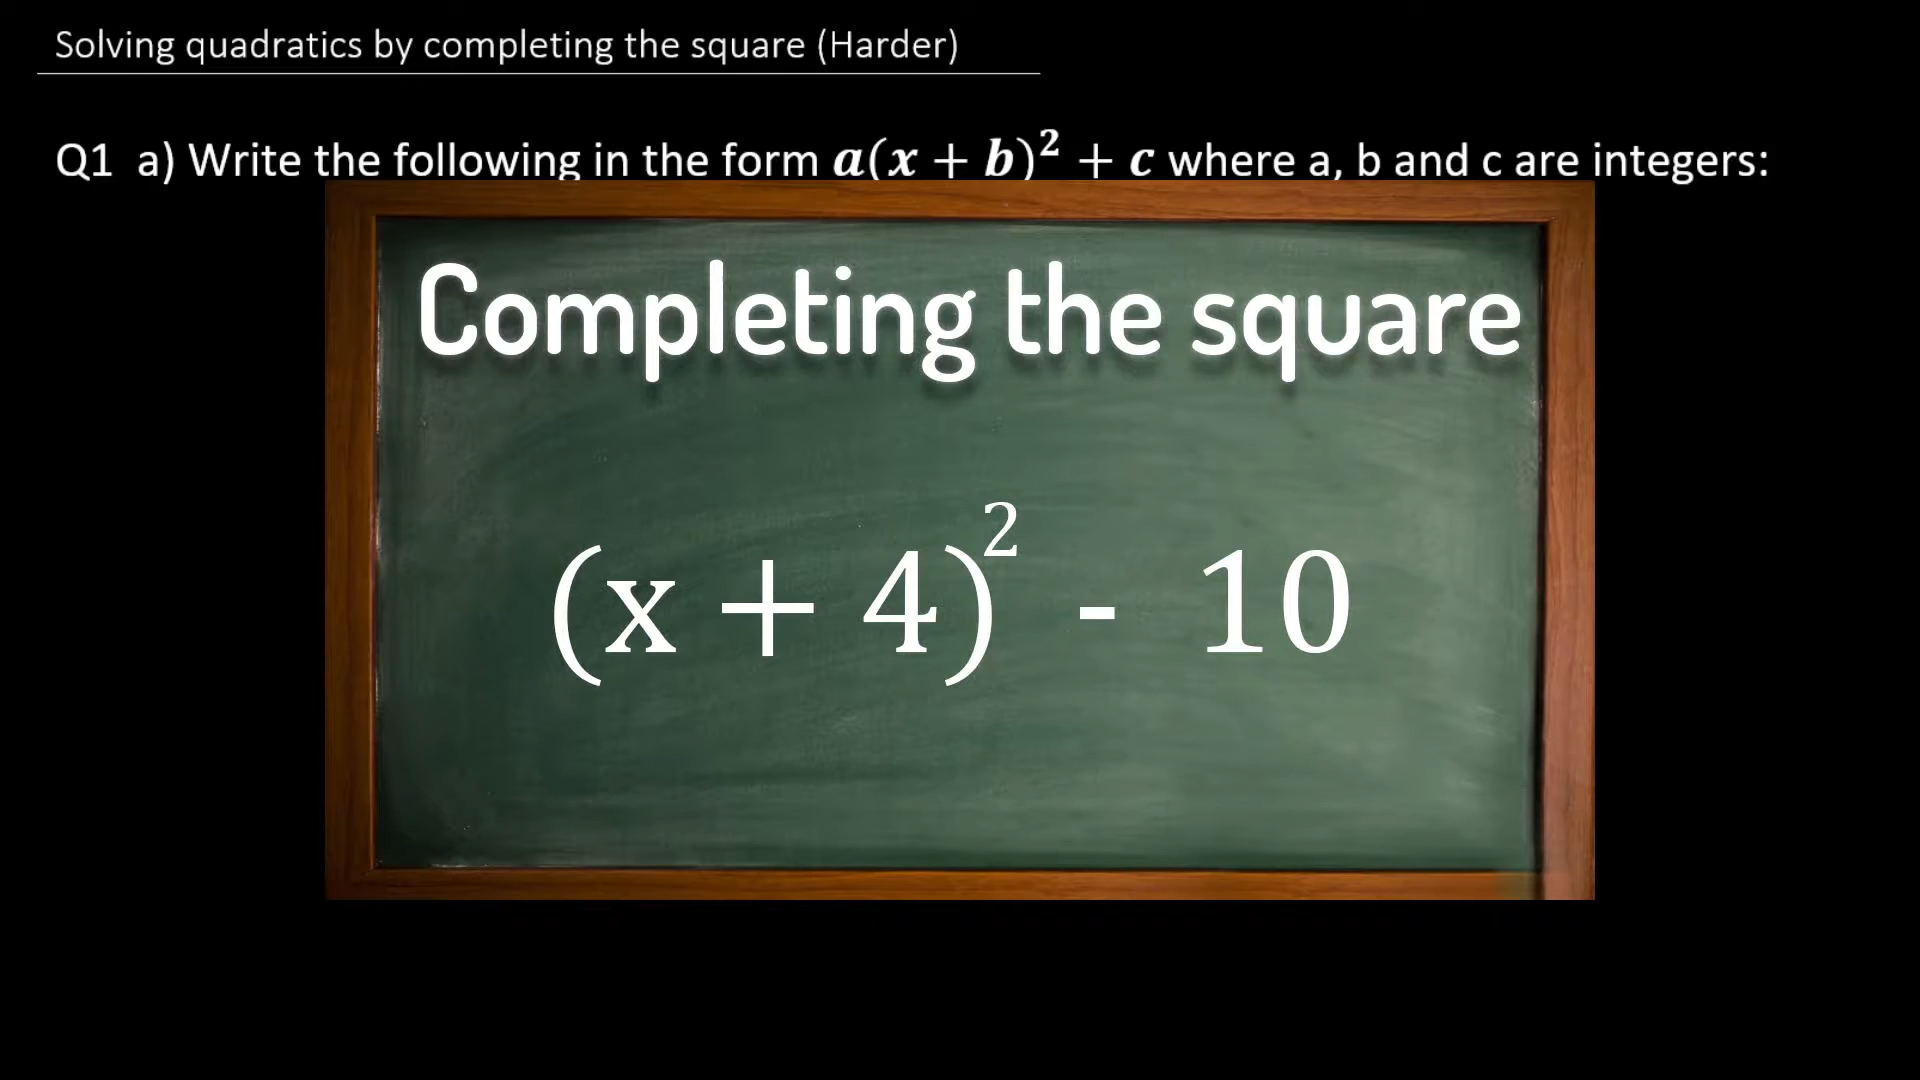 Solving quadratics by completing the square (Harder)
Q1 a) Write the following in the form a(x + b)² + c where a, b and c are integers:
Completing the square
(x + 4)² - 10